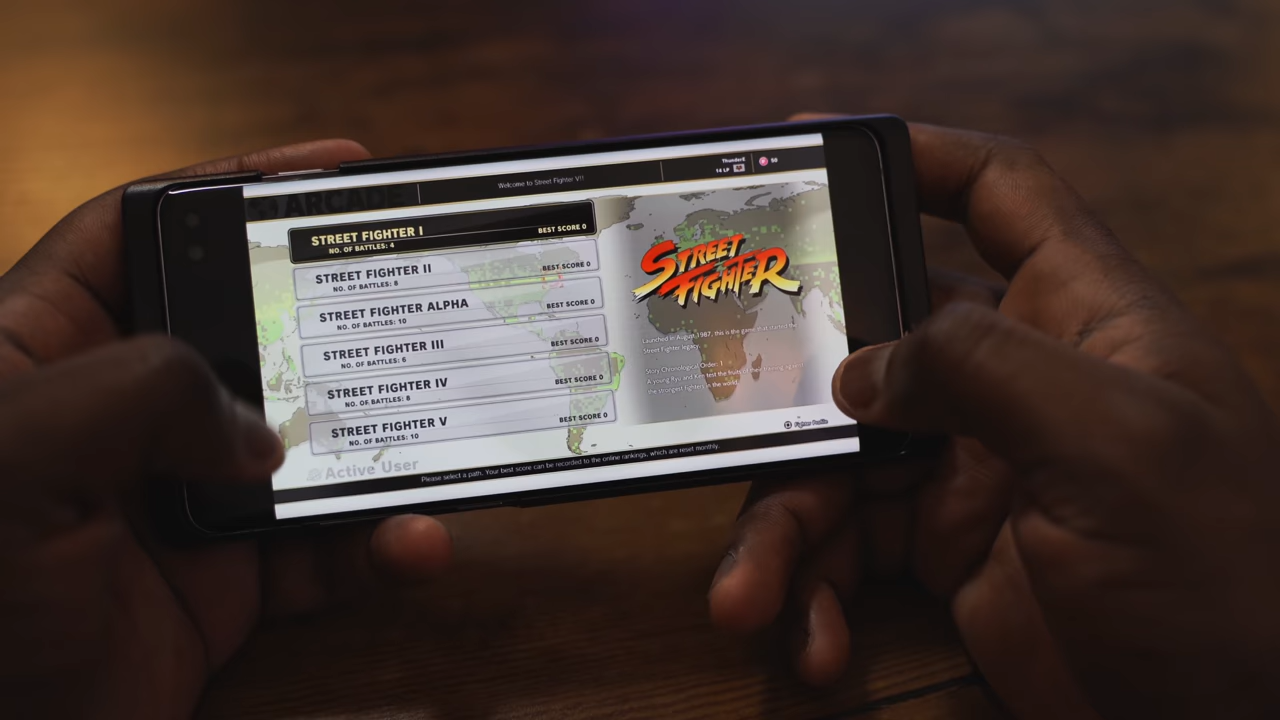 ARCADE
Welcome to Street Fighter V!!
ThunderE
14 LP
50
STREET FIGHTER I
NO. OF BATTLES: 4
BEST SCORE 0
STREET FIGHTER II
NO. OF BATTLES: 8
BEST SCORE 0
STREET FIGHTER ALPHA
NO. OF BATTLES: 10
BEST SCORE 0
STREET FIGHTER III
NO. OF BATTLES: 6
BEST SCORE 0
STREET FIGHTER IV
NO. OF BATTLES: 8
BEST SCORE 0
STREET FIGHTER V
NO. OF BATTLES: 10
BEST SCORE 0
STREET
FIGHTER
Launched in August 1987, this is the game that started the
Street Fighter legacy.
Story Chronological Order: 1
A young Ryu and Ken test the fruits of their training against
the strongest fighters in the world.
Fighter Profile
Active User
Please select a path. Your best score can be recorded to the online rankings, which are reset monthly.